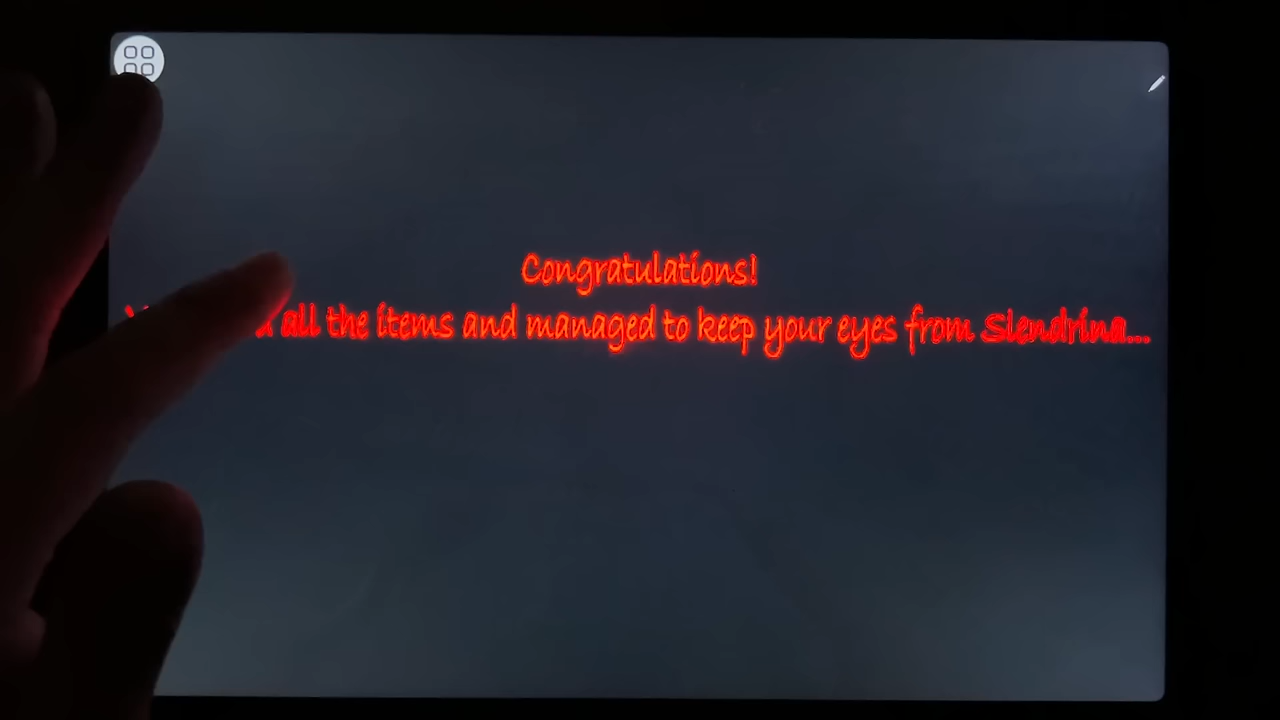 Congratulations!
all the items and managed to keep your eyes from Slendrina...